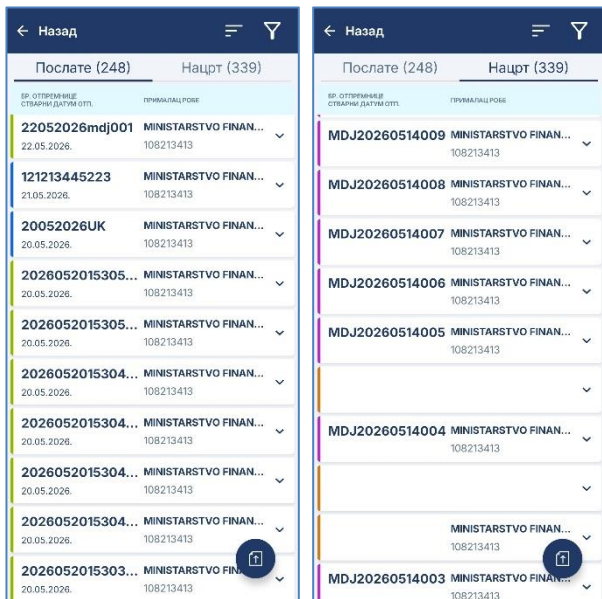 Назад
Послате (248) Нацрт (339)
БР. ОТПРЕМНИЦЕ
СТВАРНИ ДАТУМ ОТП. ПРИМАЛАЦ РОБЕ
22052026mdj001 MINISTARSTVO FINAN...
22.05.2026. 108213413
121213445223 MINISTARSTVO FINAN...
21.05.2026. 108213413
20052026UK MINISTARSTVO FINAN...
20.05.2026. 108213413
2026052015305... MINISTARSTVO FINAN...
20.05.2026. 108213413
2026052015305... MINISTARSTVO FINAN...
20.05.2026. 108213413
2026052015304... MINISTARSTVO FINAN...
20.05.2026. 108213413
2026052015304... MINISTARSTVO FINAN...
20.05.2026. 108213413
2026052015304... MINISTARSTVO FINAN...
20.05.2026. 108213413
2026052015304... MINISTARSTVO FINAN...
20.05.2026. 108213413
2026052015303... MINISTARSTVO FIN
20.05.2026. 108213413
Назад
Послате (248) Нацрт (339)
БР. ОТПРЕМНИЦЕ
СТВАРНИ ДАТУМ ОТП. ПРИМАЛАЦ РОБЕ
MDJ20260514009 MINISTARSTVO FINAN...
108213413
MDJ20260514008 MINISTARSTVO FINAN...
108213413
MDJ20260514007 MINISTARSTVO FINAN...
108213413
MDJ20260514006 MINISTARSTVO FINAN...
108213413
MDJ20260514005 MINISTARSTVO FINAN...
108213413
MDJ20260514004 MINISTARSTVO FINAN...
108213413
MINISTARSTVO FINAN...
108213413
MDJ20260514003 MINISTARSTVO FINAN...
108213413